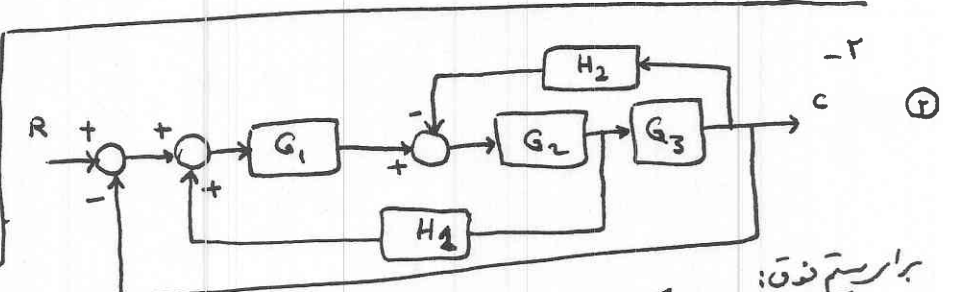 -۲
②
R + + G₁ + - G₂ G₃ C
H₂
- + H1
برای سیستم فوق: